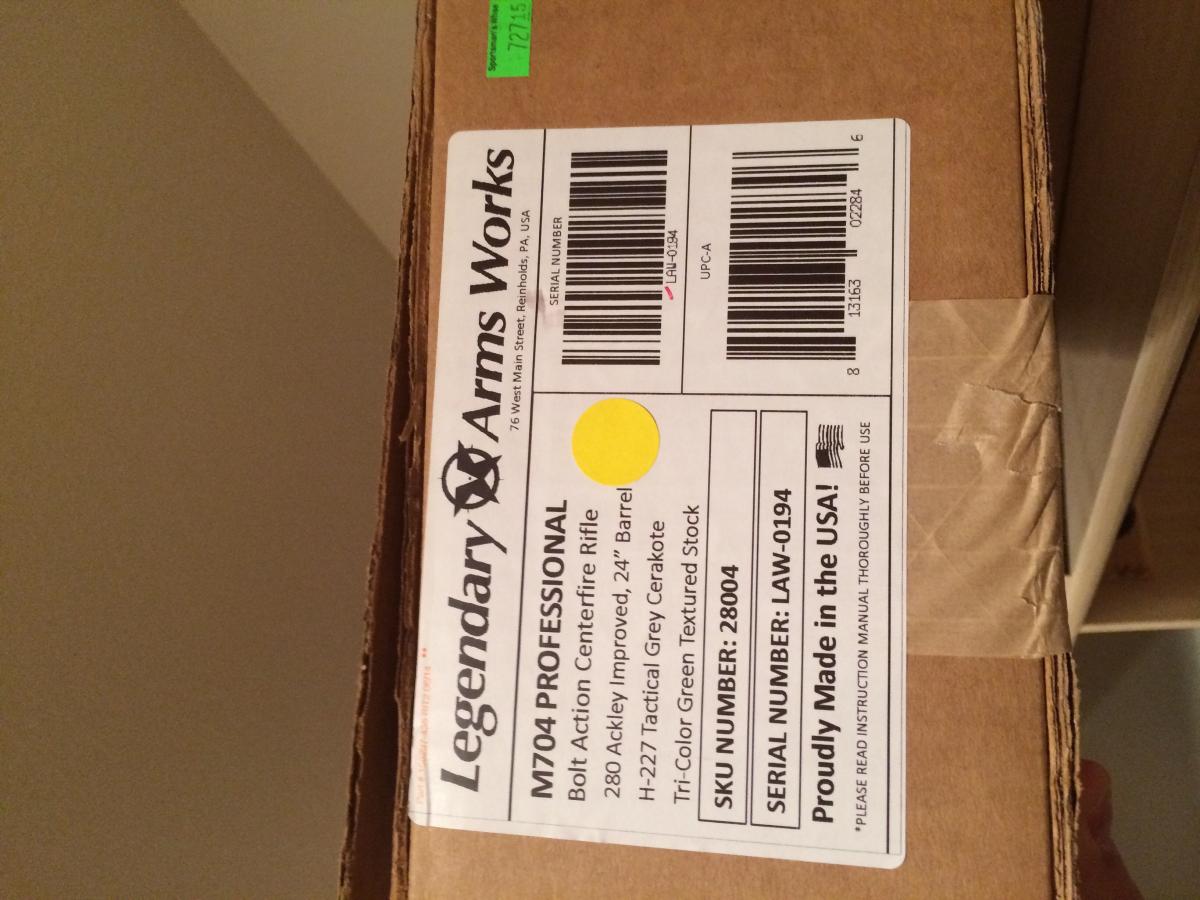 Sportsman's Whse
72715
Legendary Arms Works
76 West Main Street, Reinholds, PA, USA
M704 PROFESSIONAL
Bolt Action Centerfire Rifle
280 Ackley Improved, 24” Barrel
H-227 Tactical Grey Cerakote
Tri-Color Green Textured Stock
SKU NUMBER: 28004
SERIAL NUMBER: LAW-0194
Proudly Made in the USA!
*PLEASE READ INSTRUCTION MANUAL THOROUGHLY BEFORE USE
SERIAL NUMBER
LAW-0194
UPC-A
8 13163 02284 6